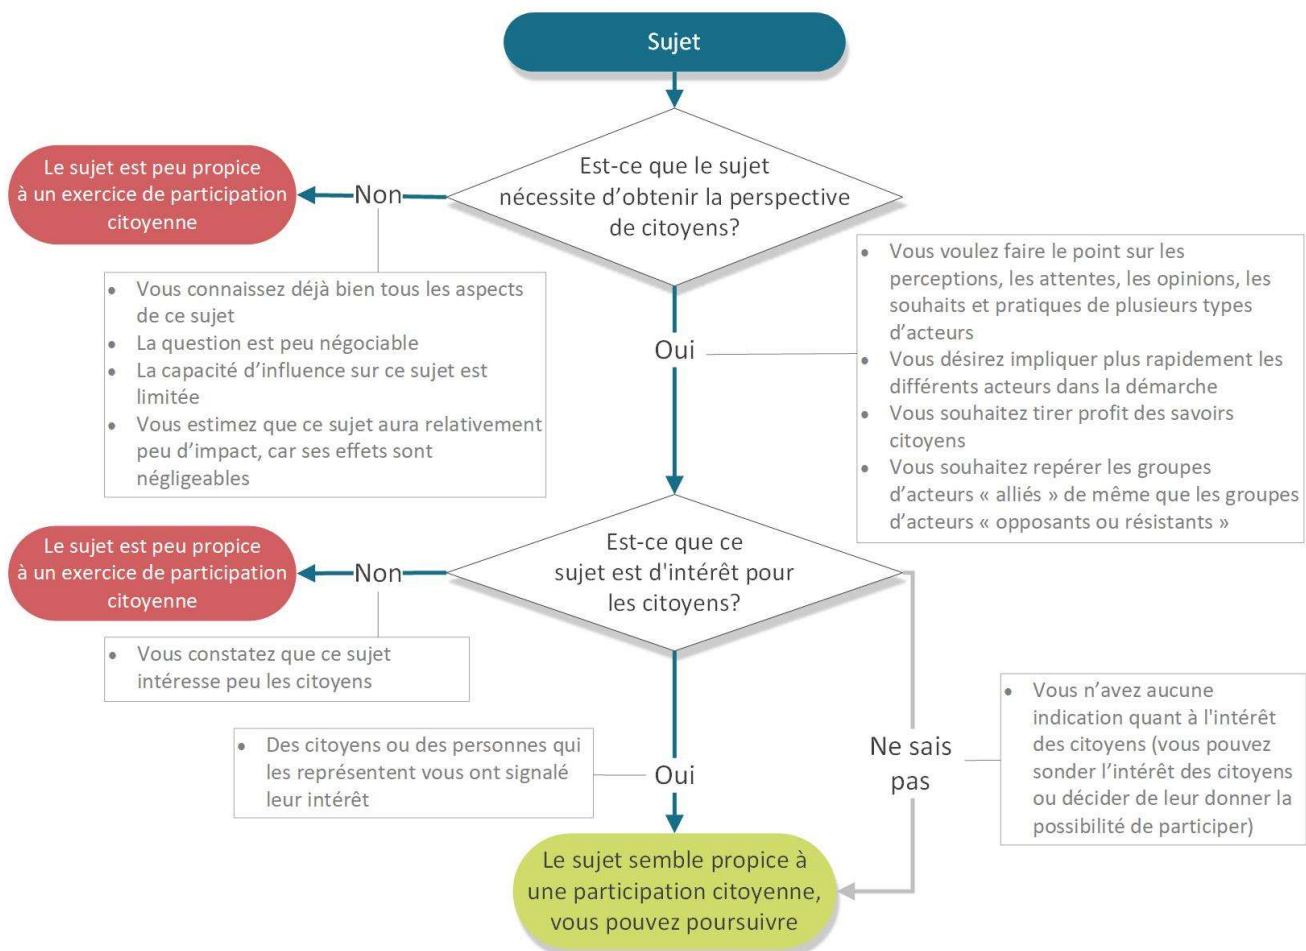 Sujet
Est-ce que le sujet
nécessite d’obtenir la perspective
de citoyens?
Non
Le sujet est peu propice
à un exercice de participation
citoyenne
• Vous connaissez déjà bien tous les aspects
de ce sujet
• La question est peu négociable
• La capacité d’influence sur ce sujet est
limitée
• Vous estimez que ce sujet aura relativement
peu d’impact, car ses effets sont
négligeables
Oui
• Vous voulez faire le point sur les
perceptions, les attentes, les opinions, les
souhaits et pratiques de plusieurs types
d’acteurs
• Vous désirez impliquer plus rapidement les
différents acteurs dans la démarche
• Vous souhaitez tirer profit des savoirs
citoyens
• Vous souhaitez repérer les groupes
d’acteurs « alliés » de même que les groupes
d’acteurs « opposants ou résistants »
Est-ce que ce
sujet est d'intérêt pour
les citoyens?
Non
Le sujet est peu propice
à un exercice de participation
citoyenne
• Vous constatez que ce sujet
intéresse peu les citoyens
Oui
• Des citoyens ou des personnes qui
les représentent vous ont signalé
leur intérêt
Ne sais
pas
• Vous n’avez aucune
indication quant à l'intérêt
des citoyens (vous pouvez
sonder l’intérêt des citoyens
ou décider de leur donner la
possibilité de participer)
Le sujet semble propice à
une participation citoyenne,
vous pouvez poursuivre